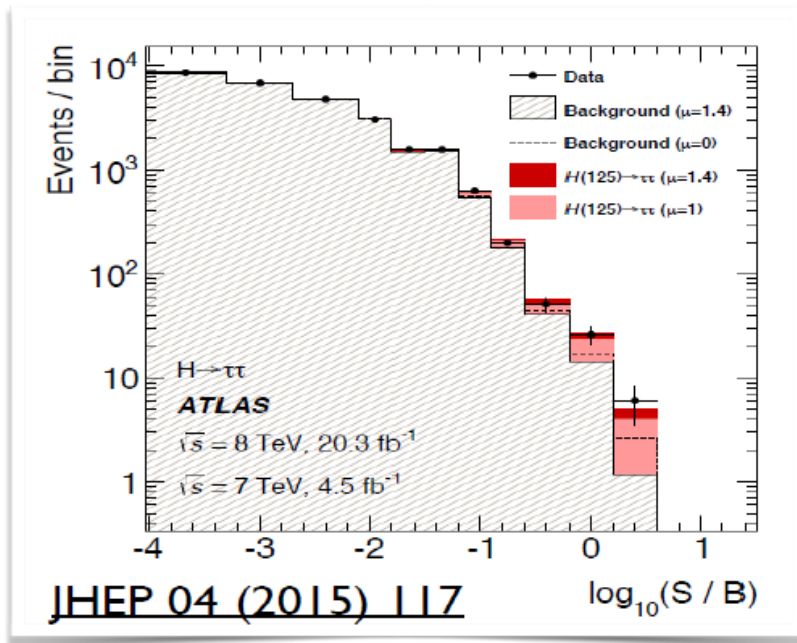 Events / bin
10⁴
10³
10²
10
1
Data
Background (μ=1.4)
Background (μ=0)
H(125)→ττ (μ=1.4)
H(125)→ττ (μ=1)
H→ττ
ATLAS
√s = 8 TeV, 20.3 fb⁻¹
√s = 7 TeV, 4.5 fb⁻¹
-4 -3 -2 -1 0 1
log₁₀(S / B)
JHEP 04 (2015) 117